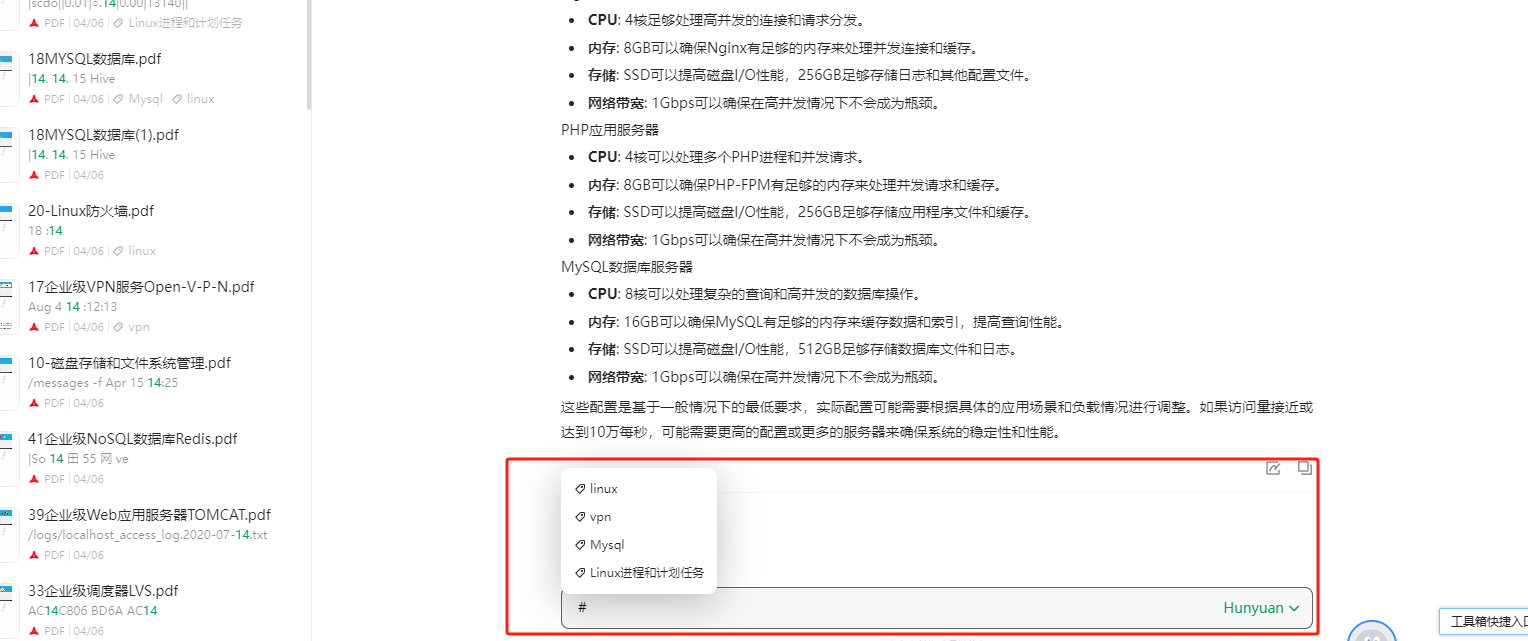 |scdo||0.01|○.14|0.00|13140||
PDF 04/06 Linux进程和计划任务
18MYSQL数据库.pdf
|14. 14. 15 Hive
PDF 04/06 Mysql linux
18MYSQL数据库(1).pdf
|14. 14. 15 Hive
PDF 04/06
20-Linux防火墙.pdf
18 :14
PDF 04/06 linux
17企业级VPN服务Open-V-P-N.pdf
Aug 4 14 :12:13
PDF 04/06 vpn
10-磁盘存储和文件系统管理.pdf
/messages -f Apr 15 14:25
PDF 04/06
41企业级NoSQL数据库Redis.pdf
|So 14 田 55 网 ve
PDF 04/06
39企业级Web应用服务器TOMCAT.pdf
/logs/localhost_access_log.2020-07-14.txt
PDF 04/06
33企业级调度器LVS.pdf
AC14C806 BD6A AC14
PDF 04/06
• CPU: 4核足够处理高并发的连接和请求分发。
• 内存: 8GB可以确保Nginx有足够的内存来处理并发连接和缓存。
• 存储: SSD可以提高磁盘I/O性能，256GB足够存储日志和其他配置文件。
• 网络带宽: 1Gbps可以确保在高并发情况下不会成为瓶颈。
PHP应用服务器
• CPU: 4核可以处理多个PHP进程和并发请求。
• 内存: 8GB可以确保PHP-FPM有足够的内存来处理并发请求和缓存。
• 存储: SSD可以提高磁盘I/O性能，256GB足够存储应用程序文件和缓存。
• 网络带宽: 1Gbps可以确保在高并发情况下不会成为瓶颈。
MySQL数据库服务器
• CPU: 8核可以处理复杂的查询和高并发的数据库操作。
• 内存: 16GB可以确保MySQL有足够的内存来缓存数据和索引，提高查询性能。
• 存储: SSD可以提高磁盘I/O性能，512GB足够存储数据库文件和日志。
• 网络带宽: 1Gbps可以确保在高并发情况下不会成为瓶颈。
这些配置是基于一般情况下的最低要求，实际配置可能需要根据具体的应用场景和负载情况进行调整。如果访问量接近或
达到10万每秒，可能需要更高的配置或更多的服务器来确保系统的稳定性和性能。
linux
vpn
Mysql
Linux进程和计划任务
# Hunyuan
工具箱快捷入